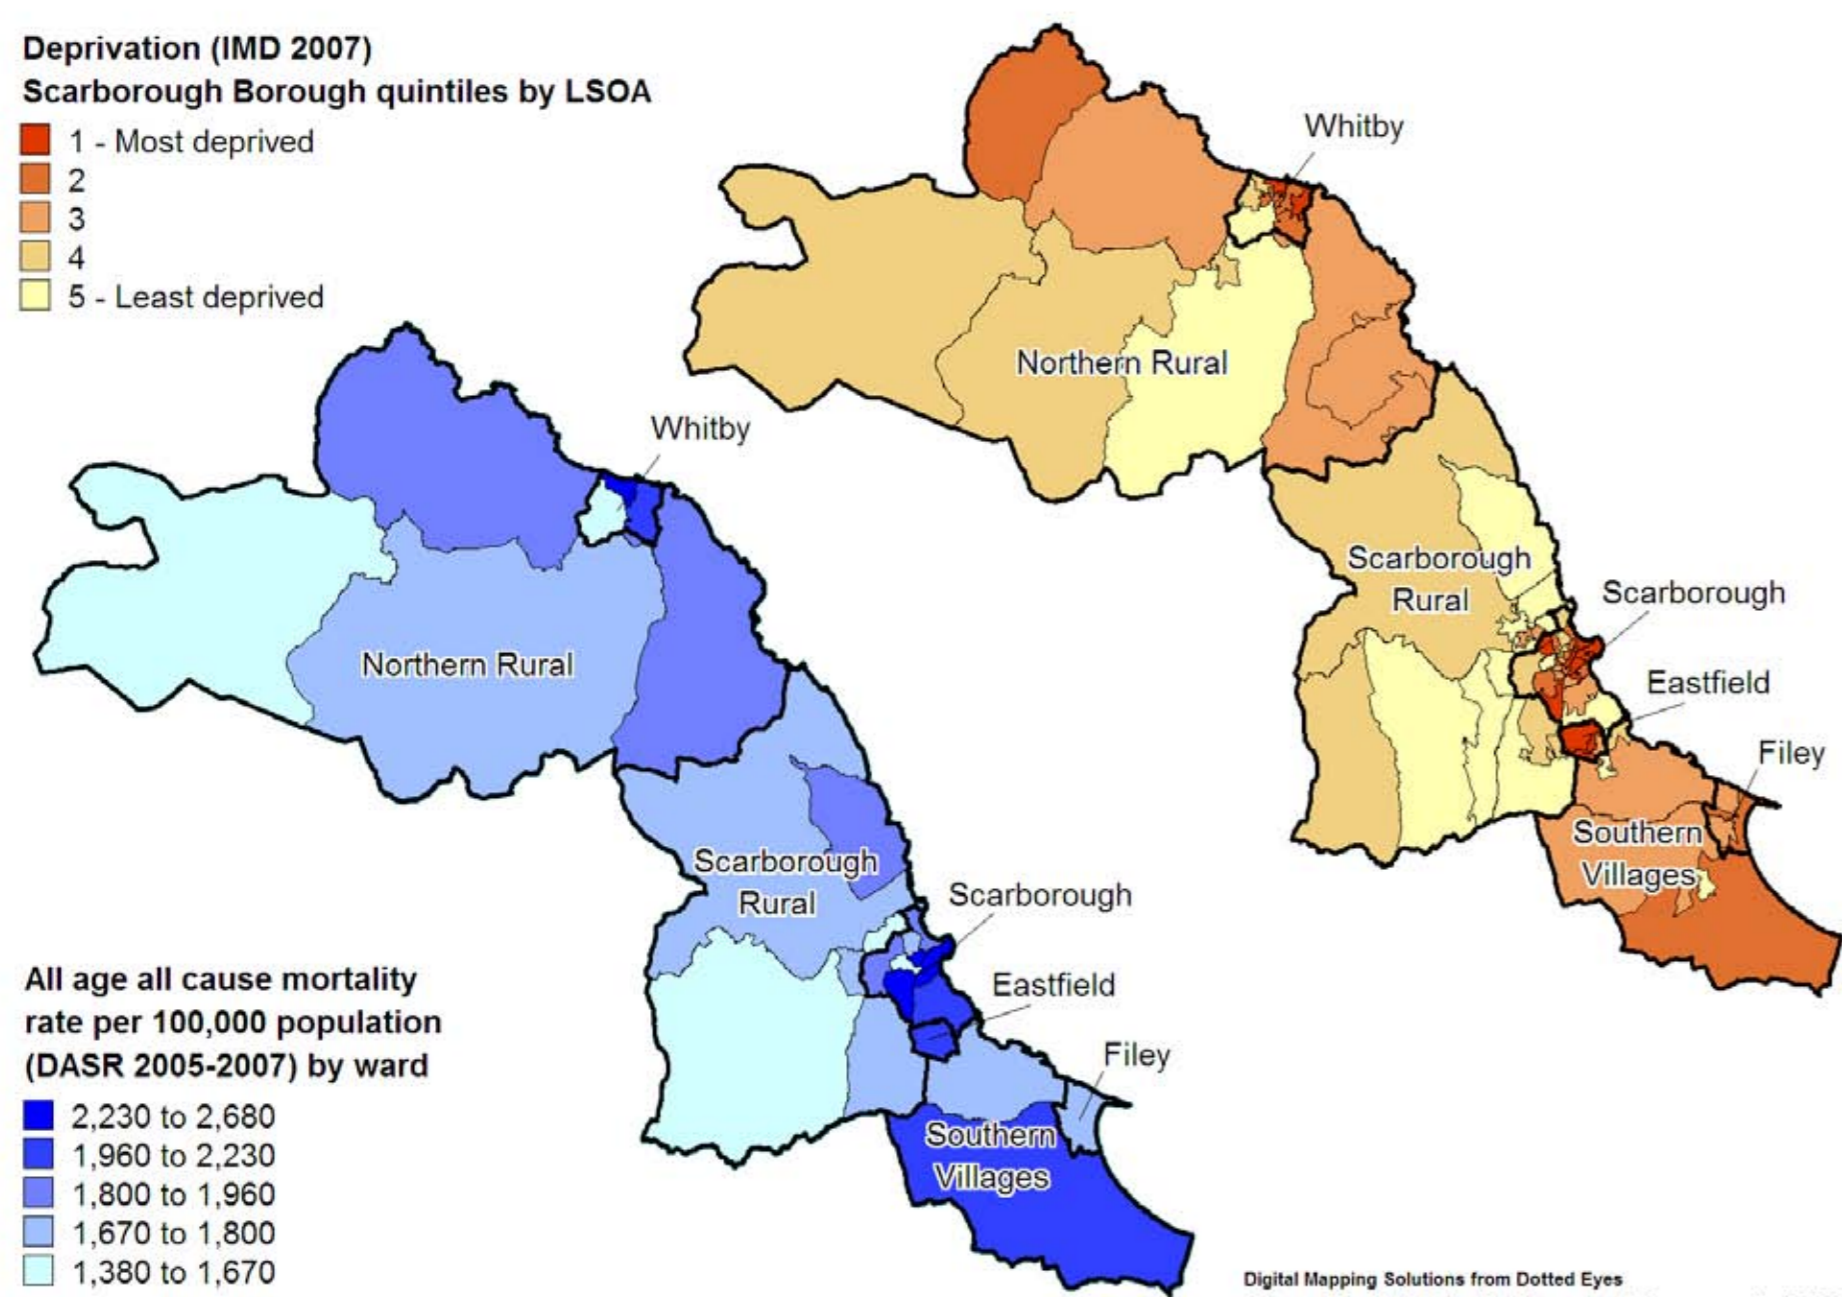 Deprivation (IMD 2007)
Scarborough Borough quintiles by LSOA
1 - Most deprived
2
3
4
5 - Least deprived
Whitby
Northern Rural
Scarborough
Rural
Scarborough
Eastfield
Filey
Southern
Villages
Whitby
Northern Rural
Scarborough
Rural
Scarborough
Eastfield
Filey
Southern
Villages
All age all cause mortality
rate per 100,000 population
(DASR 2005-2007) by ward
2,230 to 2,680
1,960 to 2,230
1,800 to 1,960
1,670 to 1,800
1,380 to 1,670
Digital Mapping Solutions from Dotted Eyes